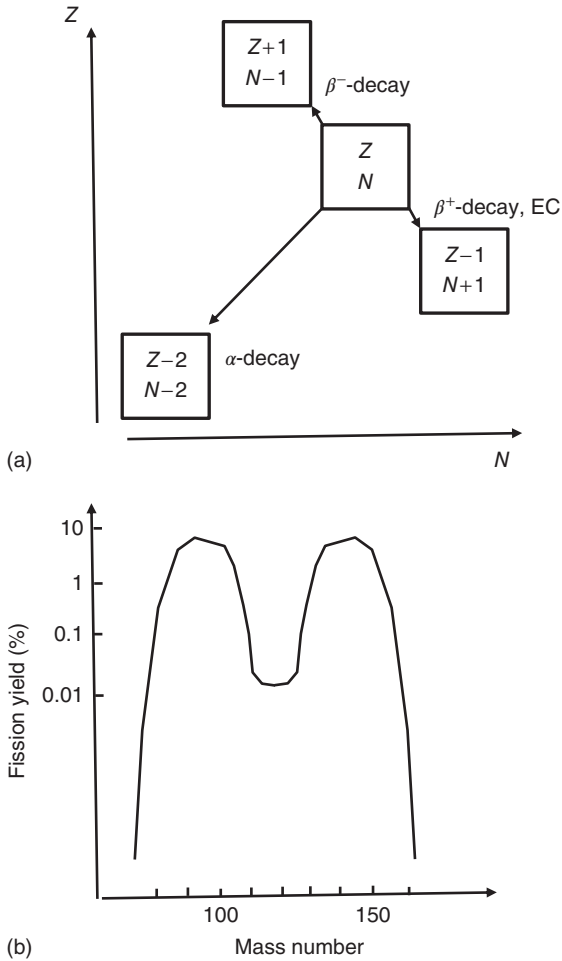 Z
Z+1
N−1
β⁻-decay
Z
N
β⁺-decay, EC
Z−1
N+1
Z−2
N−2
α-decay
(a)
N
10
1
0.1
0.01
Fission yield (%)
100
150
(b)
Mass number